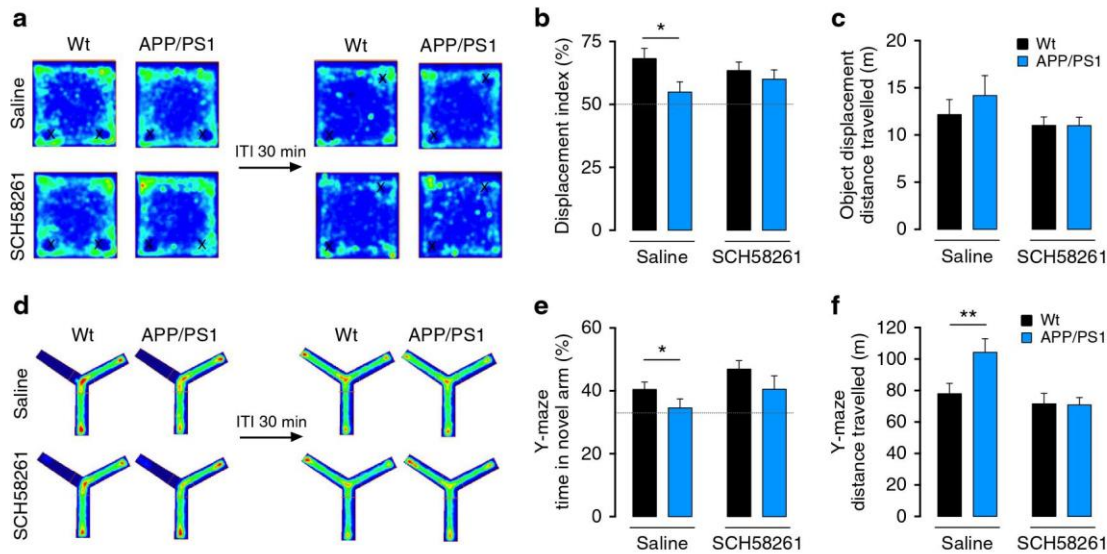 a
Wt APP/PS1 Wt APP/PS1
Saline
x x x x x x
ITI 30 min
SCH58261
x x x x x x
b
Displacement index (%)
75
50
25
0
*
Saline SCH58261
c
Object displacement
distance travelled (m)
20
15
10
5
0
Wt
APP/PS1
Saline SCH58261
d
Wt APP/PS1 Wt APP/PS1
Saline
ITI 30 min
SCH58261
e
Y-maze
time in novel arm (%)
60
40
20
0
*
Saline SCH58261
f
Y-maze
distance travelled (m)
120
100
80
60
40
20
0
**
Wt
APP/PS1
Saline SCH58261